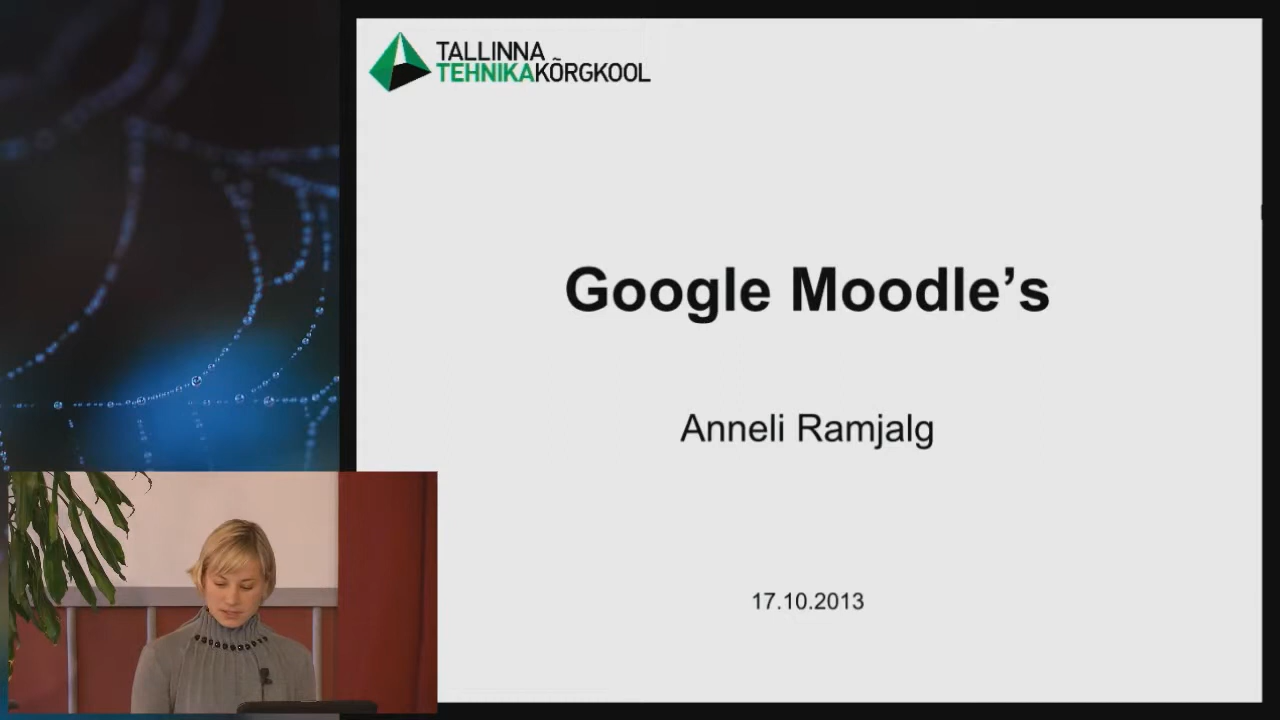 TALLINNA
TEHNIKAKÕRGKOOL
Google Moodle’s
Anneli Ramjalg
17.10.2013